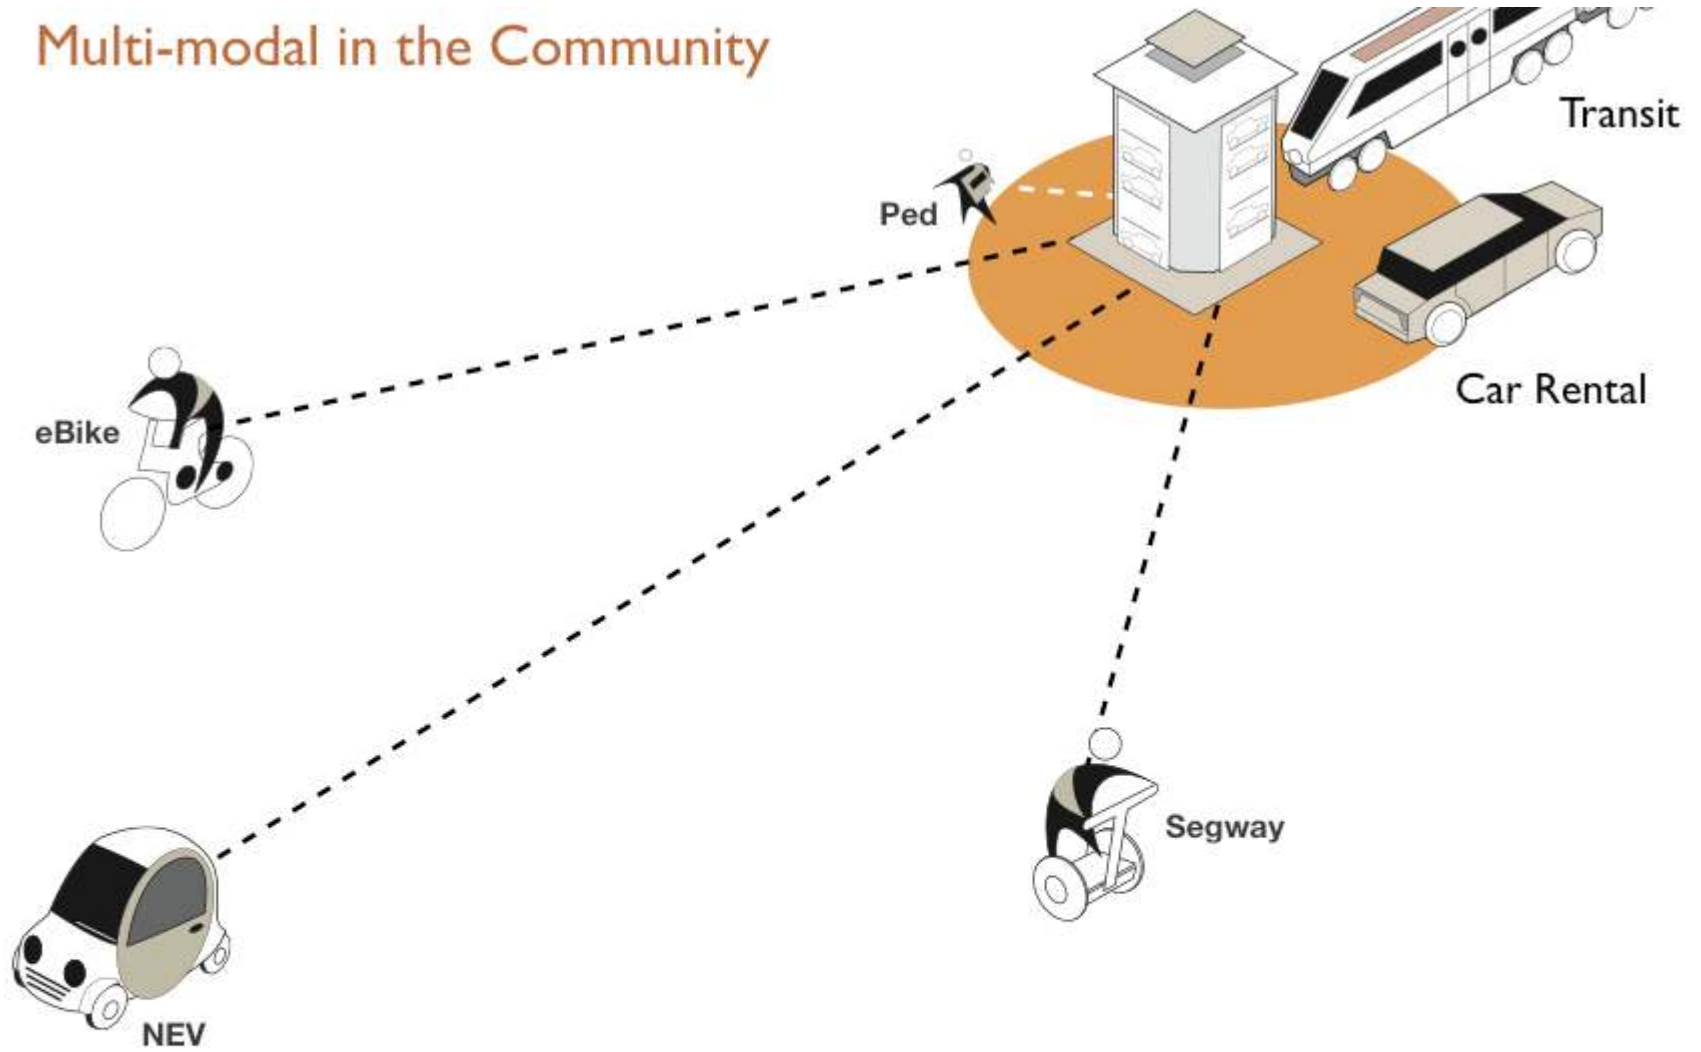 Multi-modal in the Community
Transit
Ped
Car Rental
eBike
Segway
NEV